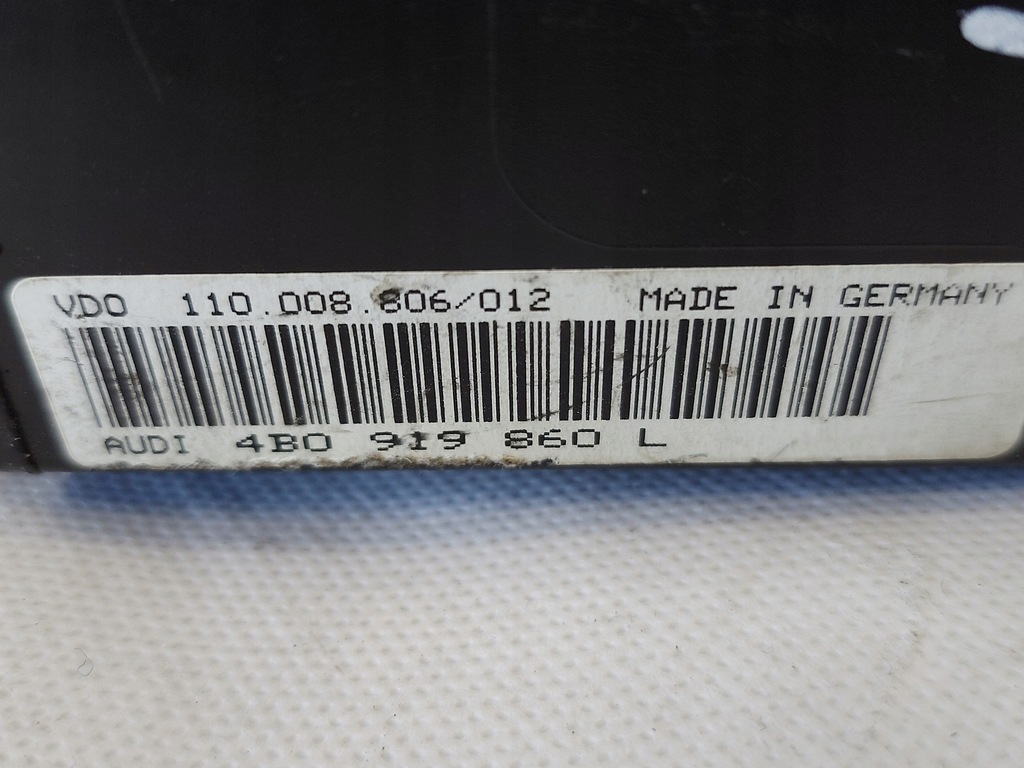 VDO 110.008.806/012 MADE IN GERMANY
AUDI 4B0 919 860 L